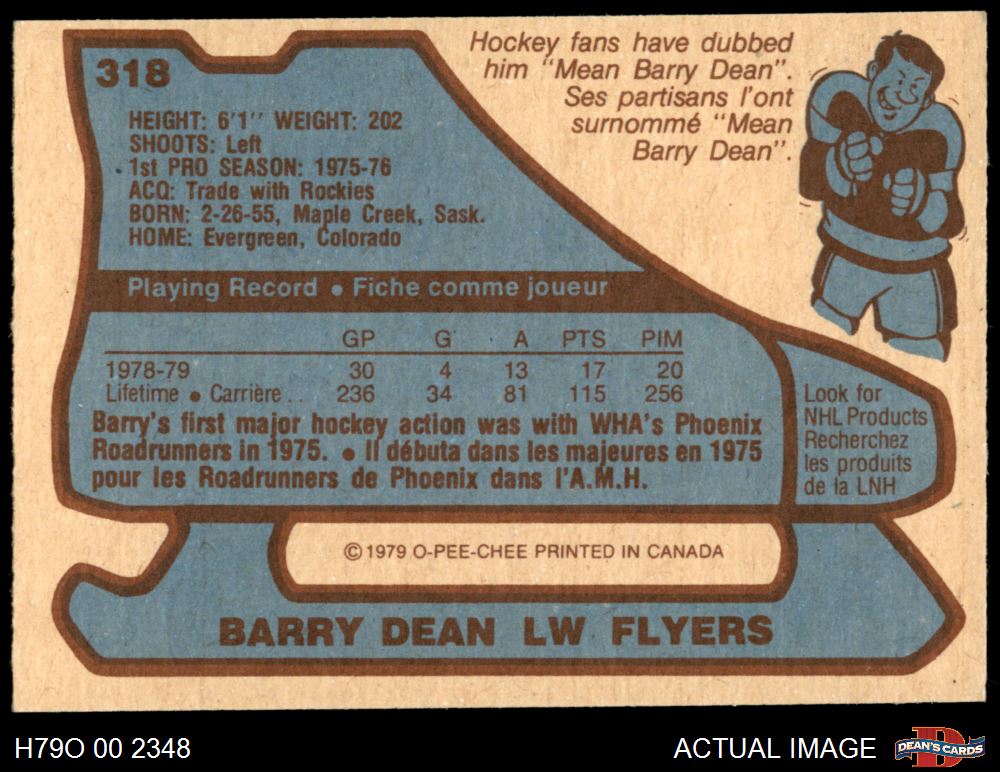 318
Hockey fans have dubbed
him "Mean Barry Dean".
Ses partisans l'ont
surnommé "Mean
Barry Dean".
HEIGHT: 6'1'' WEIGHT: 202
SHOOTS: Left
1st PRO SEASON: 1975-76
ACQ: Trade with Rockies
BORN: 2-26-55, Maple Creek, Sask.
HOME: Evergreen, Colorado
Playing Record • Fiche comme joueur
GP G A PTS PIM
1978-79 30 4 13 17 20
Lifetime • Carrière .. 236 34 81 115 256
Barry's first major hockey action was with WHA's Phoenix
Roadrunners in 1975. • Il débuta dans les majeures en 1975
pour les Roadrunners de Phoenix dans l'A.M.H.
Look for
NHL Products
Recherchez
les produits
de la LNH
© 1979 O-PEE-CHEE PRINTED IN CANADA
BARRY DEAN LW FLYERS
H79O 00 2348
ACTUAL IMAGE
D
DEAN'S CARDS